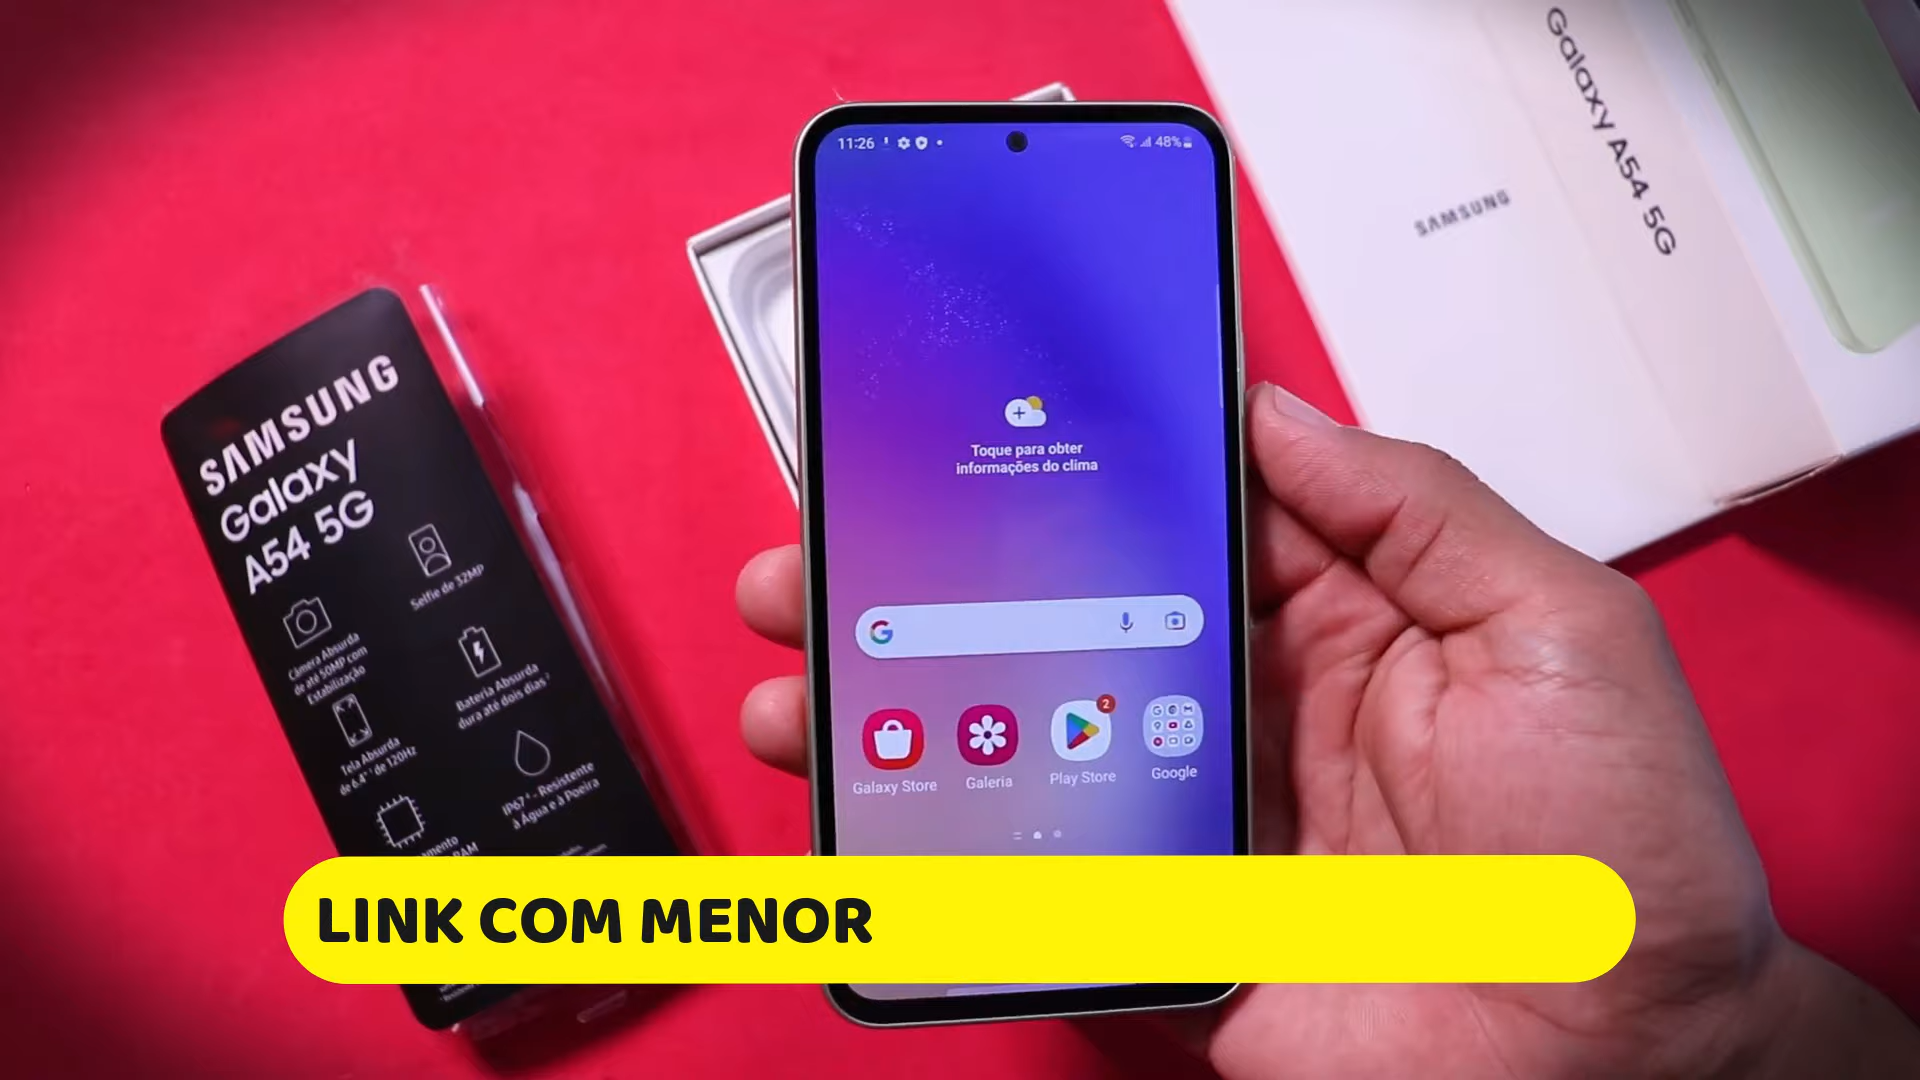 Galaxy A54 5G
SAMSUNG
11:26
48%
Toque para obter
informações do clima
2
Galaxy Store
Galeria
Play Store
Google
SAMSUNG
Galaxy
A54 5G
Selfie de 32MP
Câmera Absurda
de até 50MP com
Estabilização
Bateria Absurda
dura até dois dias
Tela Absurda
de 6.4" de 120Hz
IP67 - Resistente
à Água e à Poeira
LINK COM MENOR